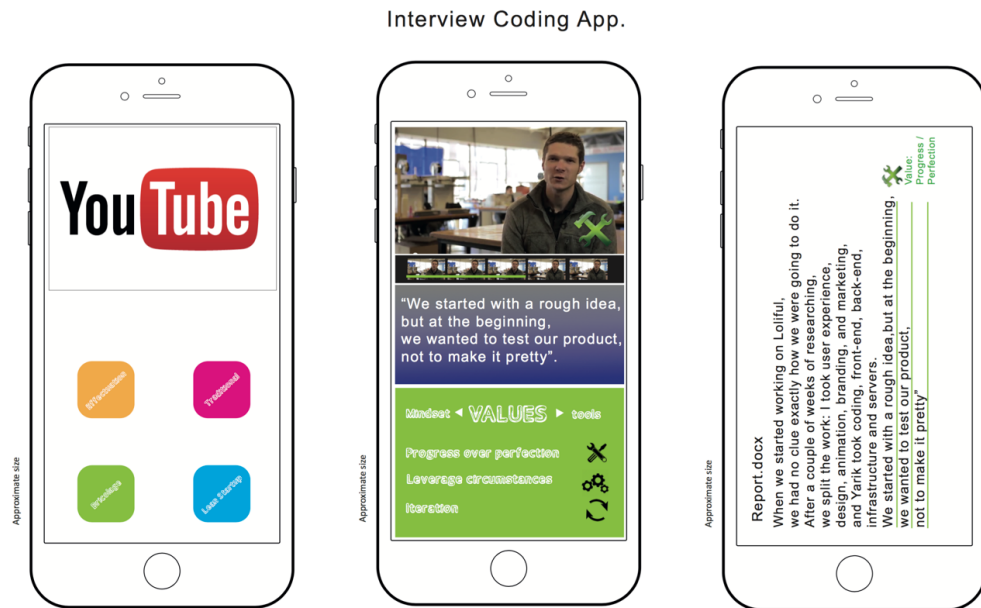 Interview Coding App.
YouTube
Effectuation
Traditional
Bricolage
Lean Startup
Approximate size
“We started with a rough idea,
but at the beginning,
we wanted to test our product,
not to make it pretty”.
Mindset VALUES tools
Progress over perfection
Leverage circumstances
Iteration
Approximate size
Report.docx
When we started working on Loliful,
we had no clue exactly how we were going to do it.
After a couple of weeks of researching,
we split the work: I took user experience,
design, animation, branding, and marketing,
and Yarik took coding, front-end, back-end,
infrastructure and servers.
We started with a rough idea,but at the beginning,
we wanted to test our product,
not to make it pretty”
Value:
Progress /
Perfection
Approximate size